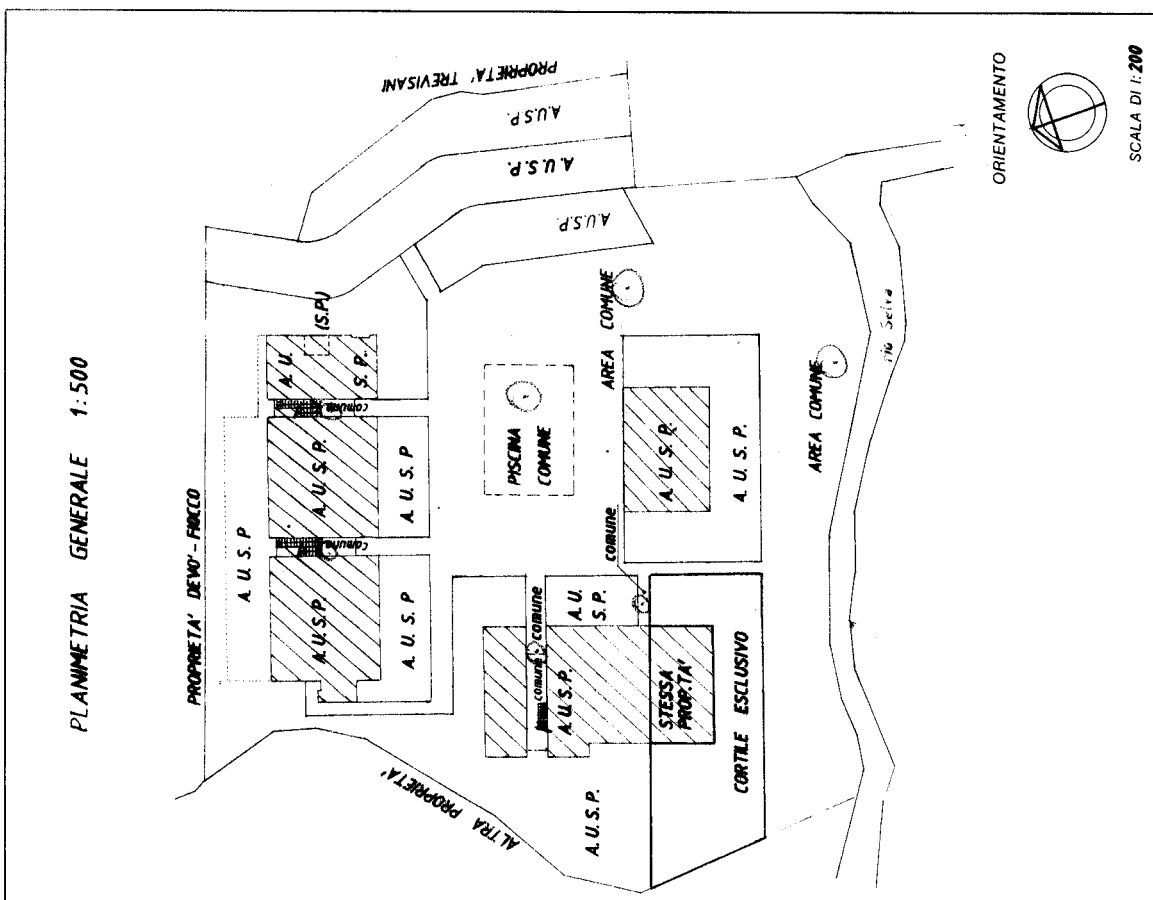 PLANIMETRIA GENERALE 1:500
PROPRIETA' DEVO' - FIOCCO
PROPRIETA' TREVISANI
A.U.S.P.
A.U.S.P.
A.U.S.P.
ORIENTAMENTO
SCALA DI 1:200
A. U. S. P
A. U.
S. P.
(S.P.)
comune
A. U. S. P.
A. U. S. P
comune
A. U. S. P.
A. U. S. P
PISCINA
COMUNE
AREA COMUNE
A. U. S. P.
A. U. S. P.
AREA COMUNE
Rio Selva
comune
A. U.
S. P.
comune
comune
A. U. S. P.
STESSA
PROP.TA'
CORTILE ESCLUSIVO
A. U. S. P.
ALTRA PROPRIETA'